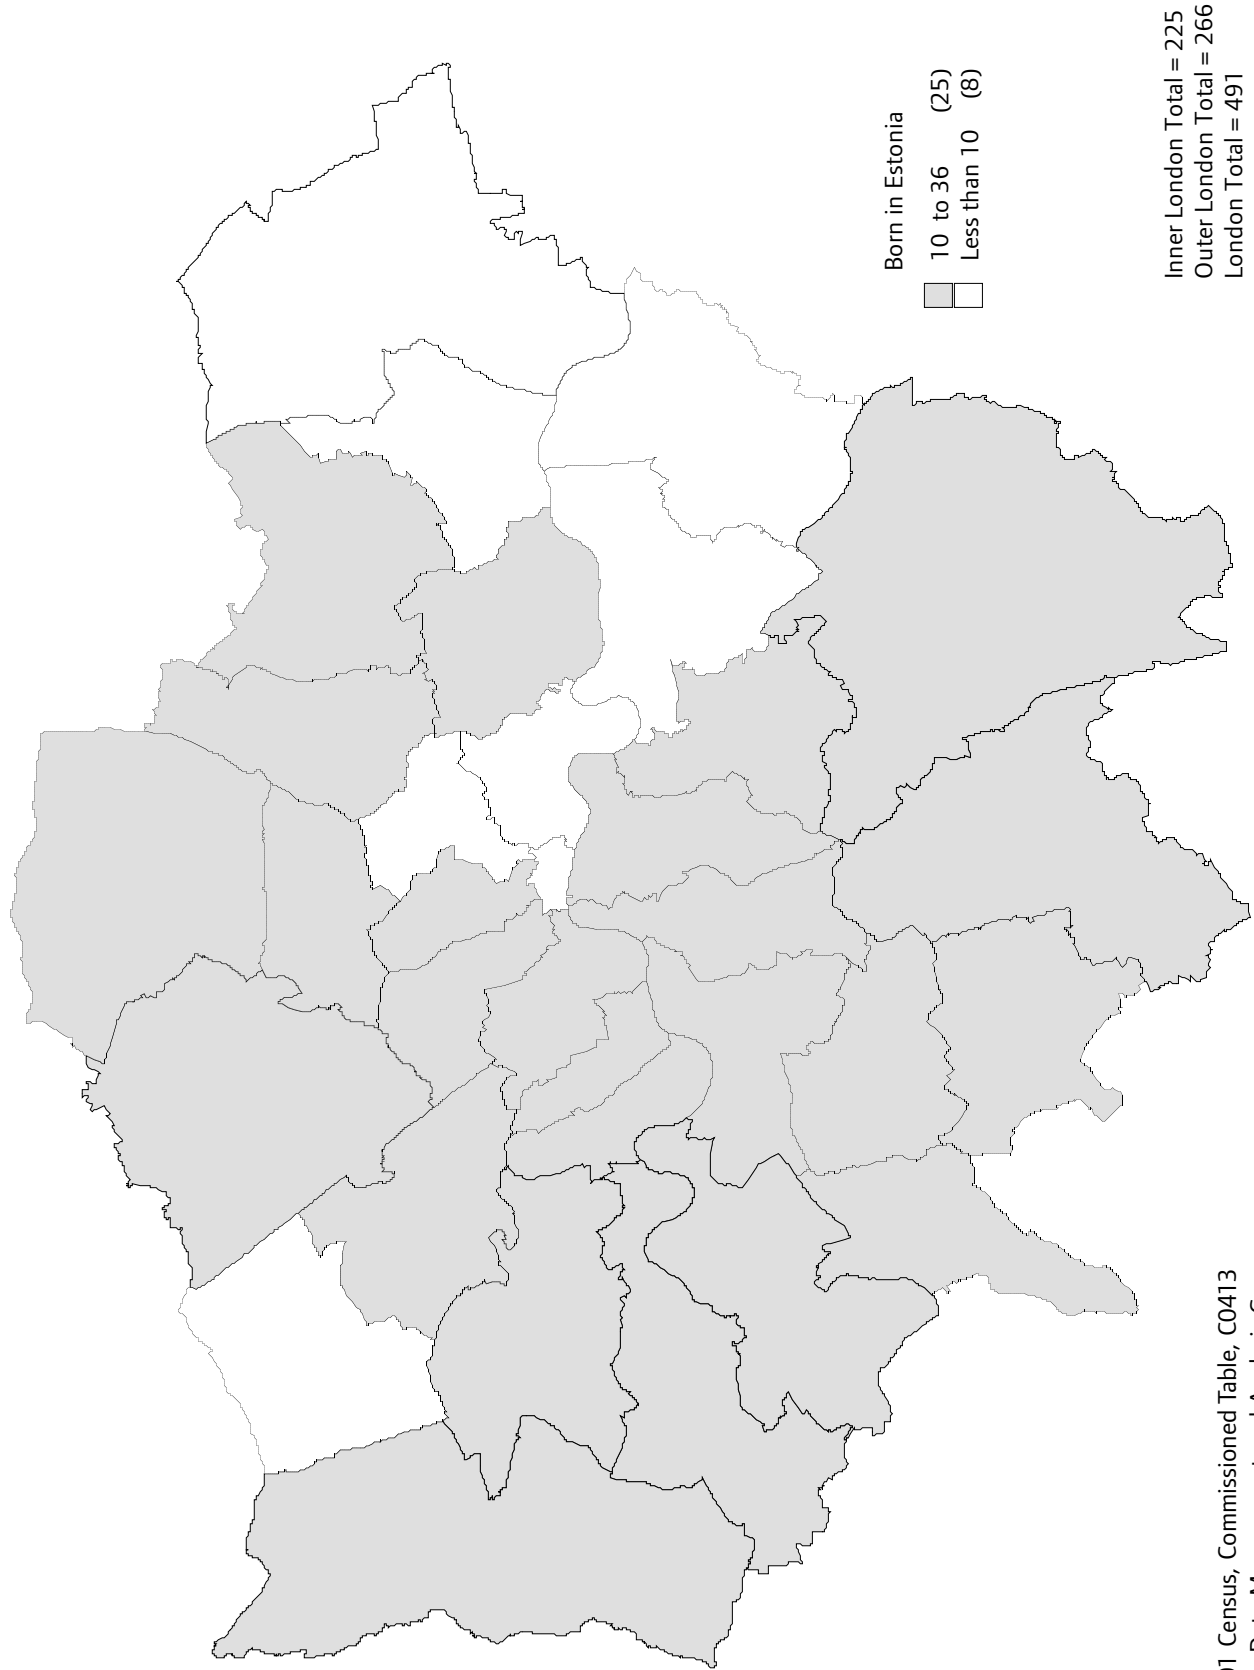 Born in Estonia
10 to 36 (25)
Less than 10 (8)
Inner London Total = 225
Outer London Total = 266
London Total = 491
Census, Commissioned Table, C0413